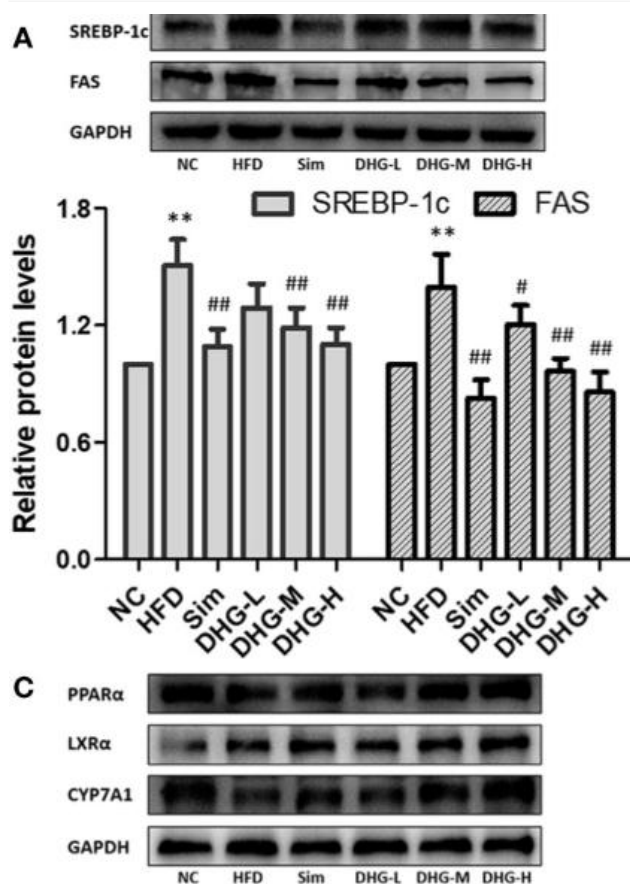 A
SREBP-1c
FAS
GAPDH
NC HFD Sim DHG-L DHG-M DHG-H
SREBP-1c FAS
Relative protein levels
1.8
1.2
0.6
0.0
** ## ## ##
** ## # ## ##
NC HFD Sim DHG-L DHG-M DHG-H
NC HFD Sim DHG-L DHG-M DHG-H
C
PPARα
LXRα
CYP7A1
GAPDH
NC HFD Sim DHG-L DHG-M DHG-H